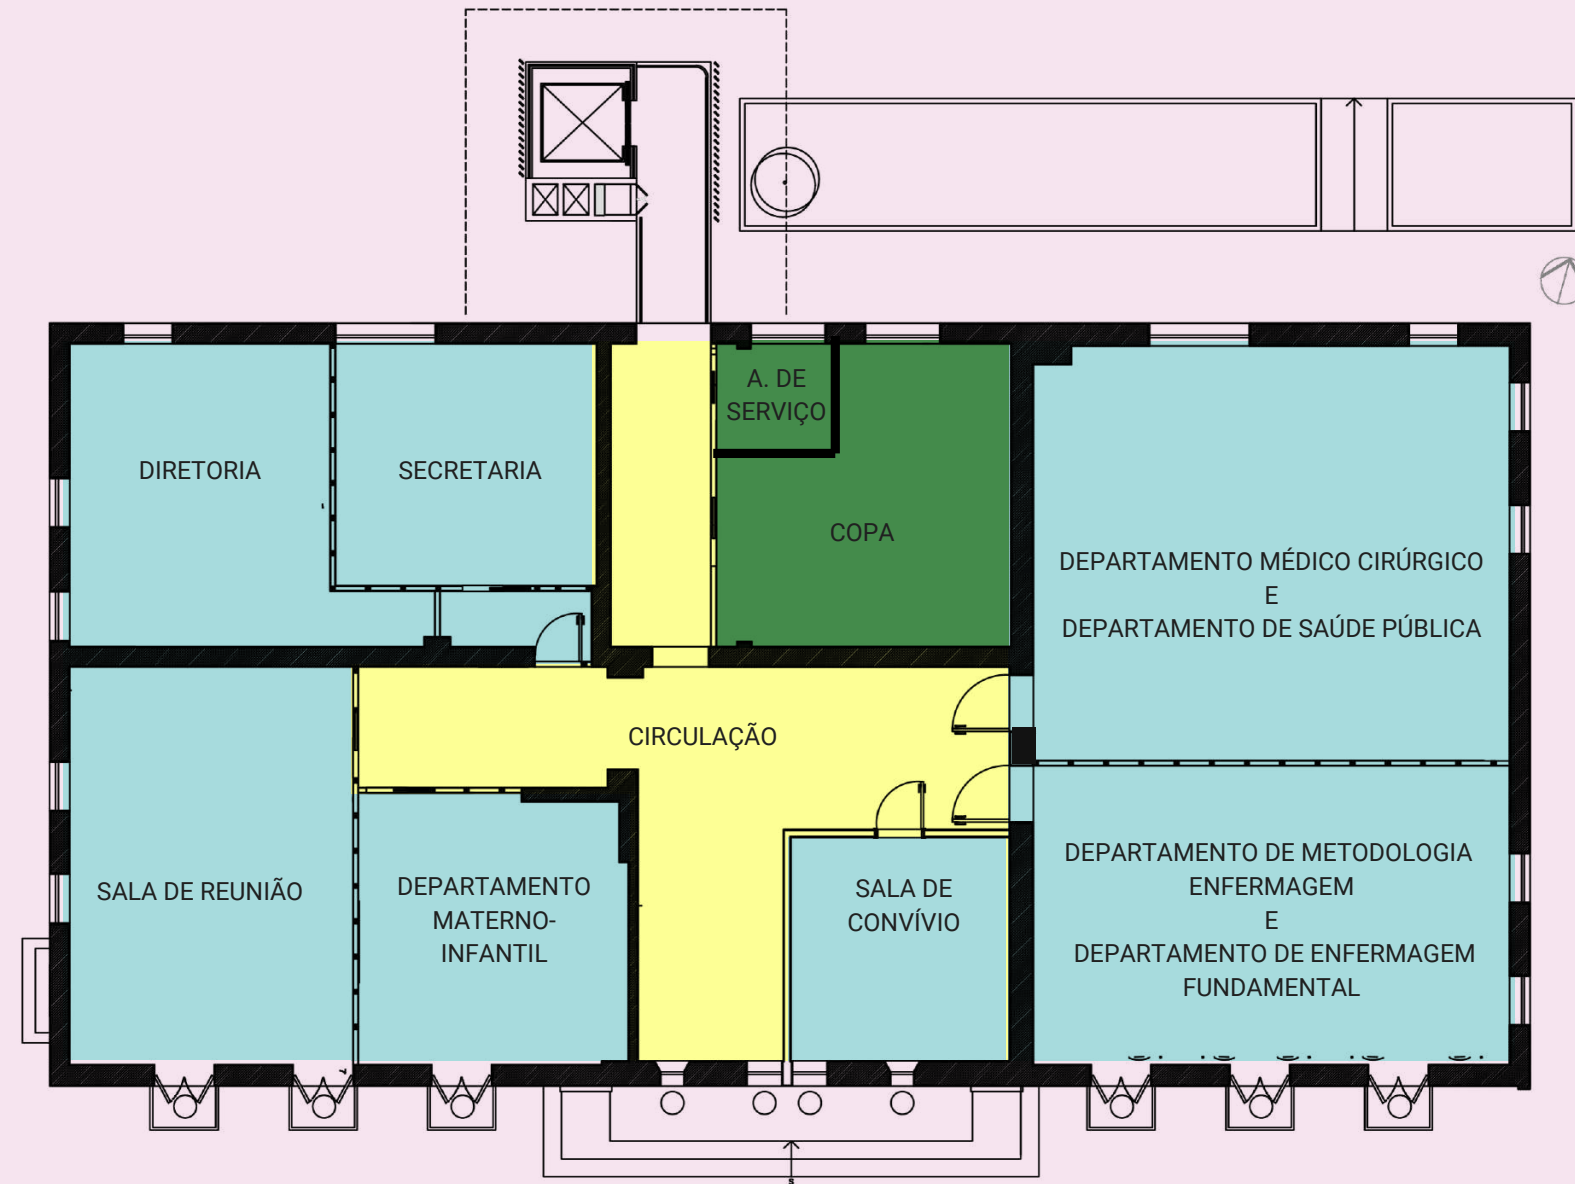 A. DE
SERVIÇO
DIRETORIA
SECRETARIA
COPA
DEPARTAMENTO MÉDICO CIRÚRGICO
E
DEPARTAMENTO DE SAÚDE PÚBLICA
CIRCULAÇÃO
SALA DE REUNIÃO
DEPARTAMENTO
MATERNO-
INFANTIL
SALA DE
CONVÍVIO
DEPARTAMENTO DE METODOLOGIA
ENFERMAGEM
E
DEPARTAMENTO DE ENFERMAGEM
FUNDAMENTAL
s